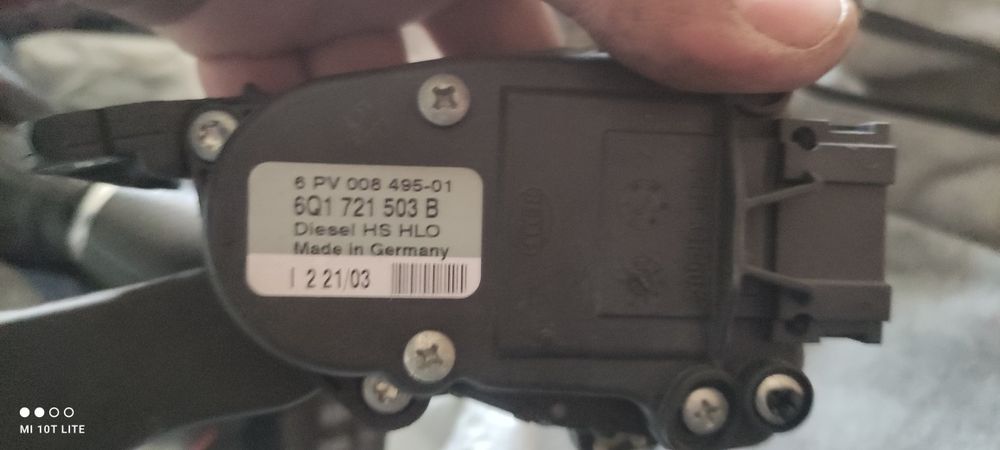 6 PV 008 495-01
6Q1 721 503 B
Diesel HS HLO
Made in Germany
2 21/03
MI 10T LITE